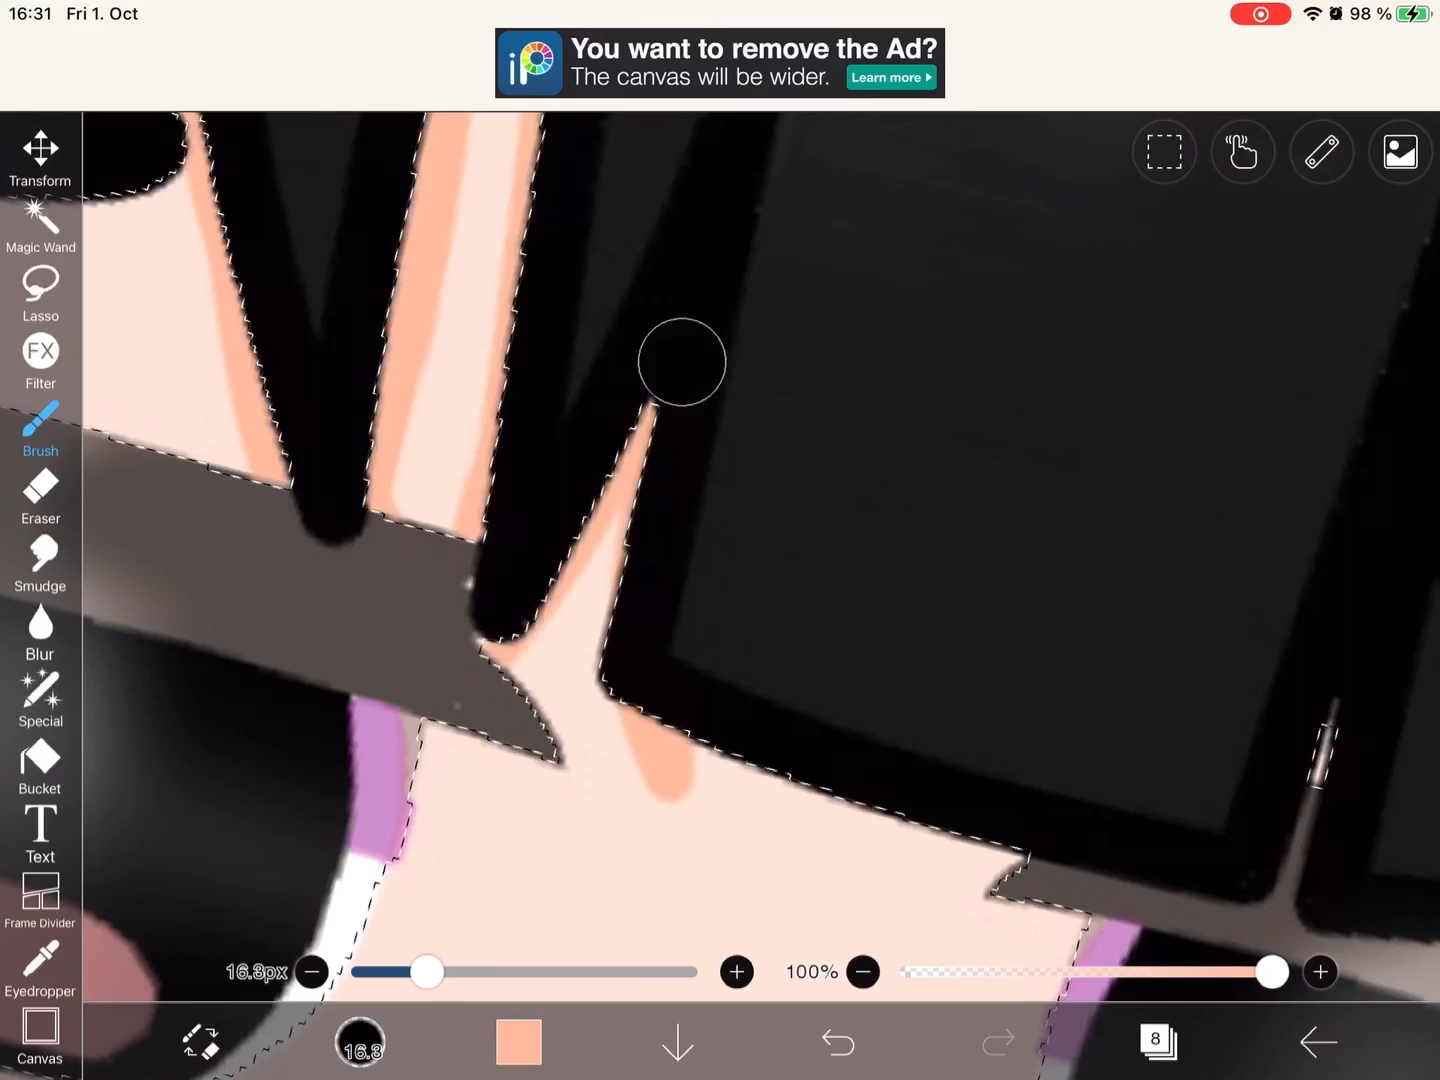 16:31 Fri 1. Oct
98 %
iP
You want to remove the Ad?
The canvas will be wider.
Learn more
Transform
Magic Wand
Lasso
FX
Filter
Brush
Eraser
Smudge
Blur
Special
Bucket
T
Text
Frame Divider
Eyedropper
Canvas
16.3px
100%
16.3
8